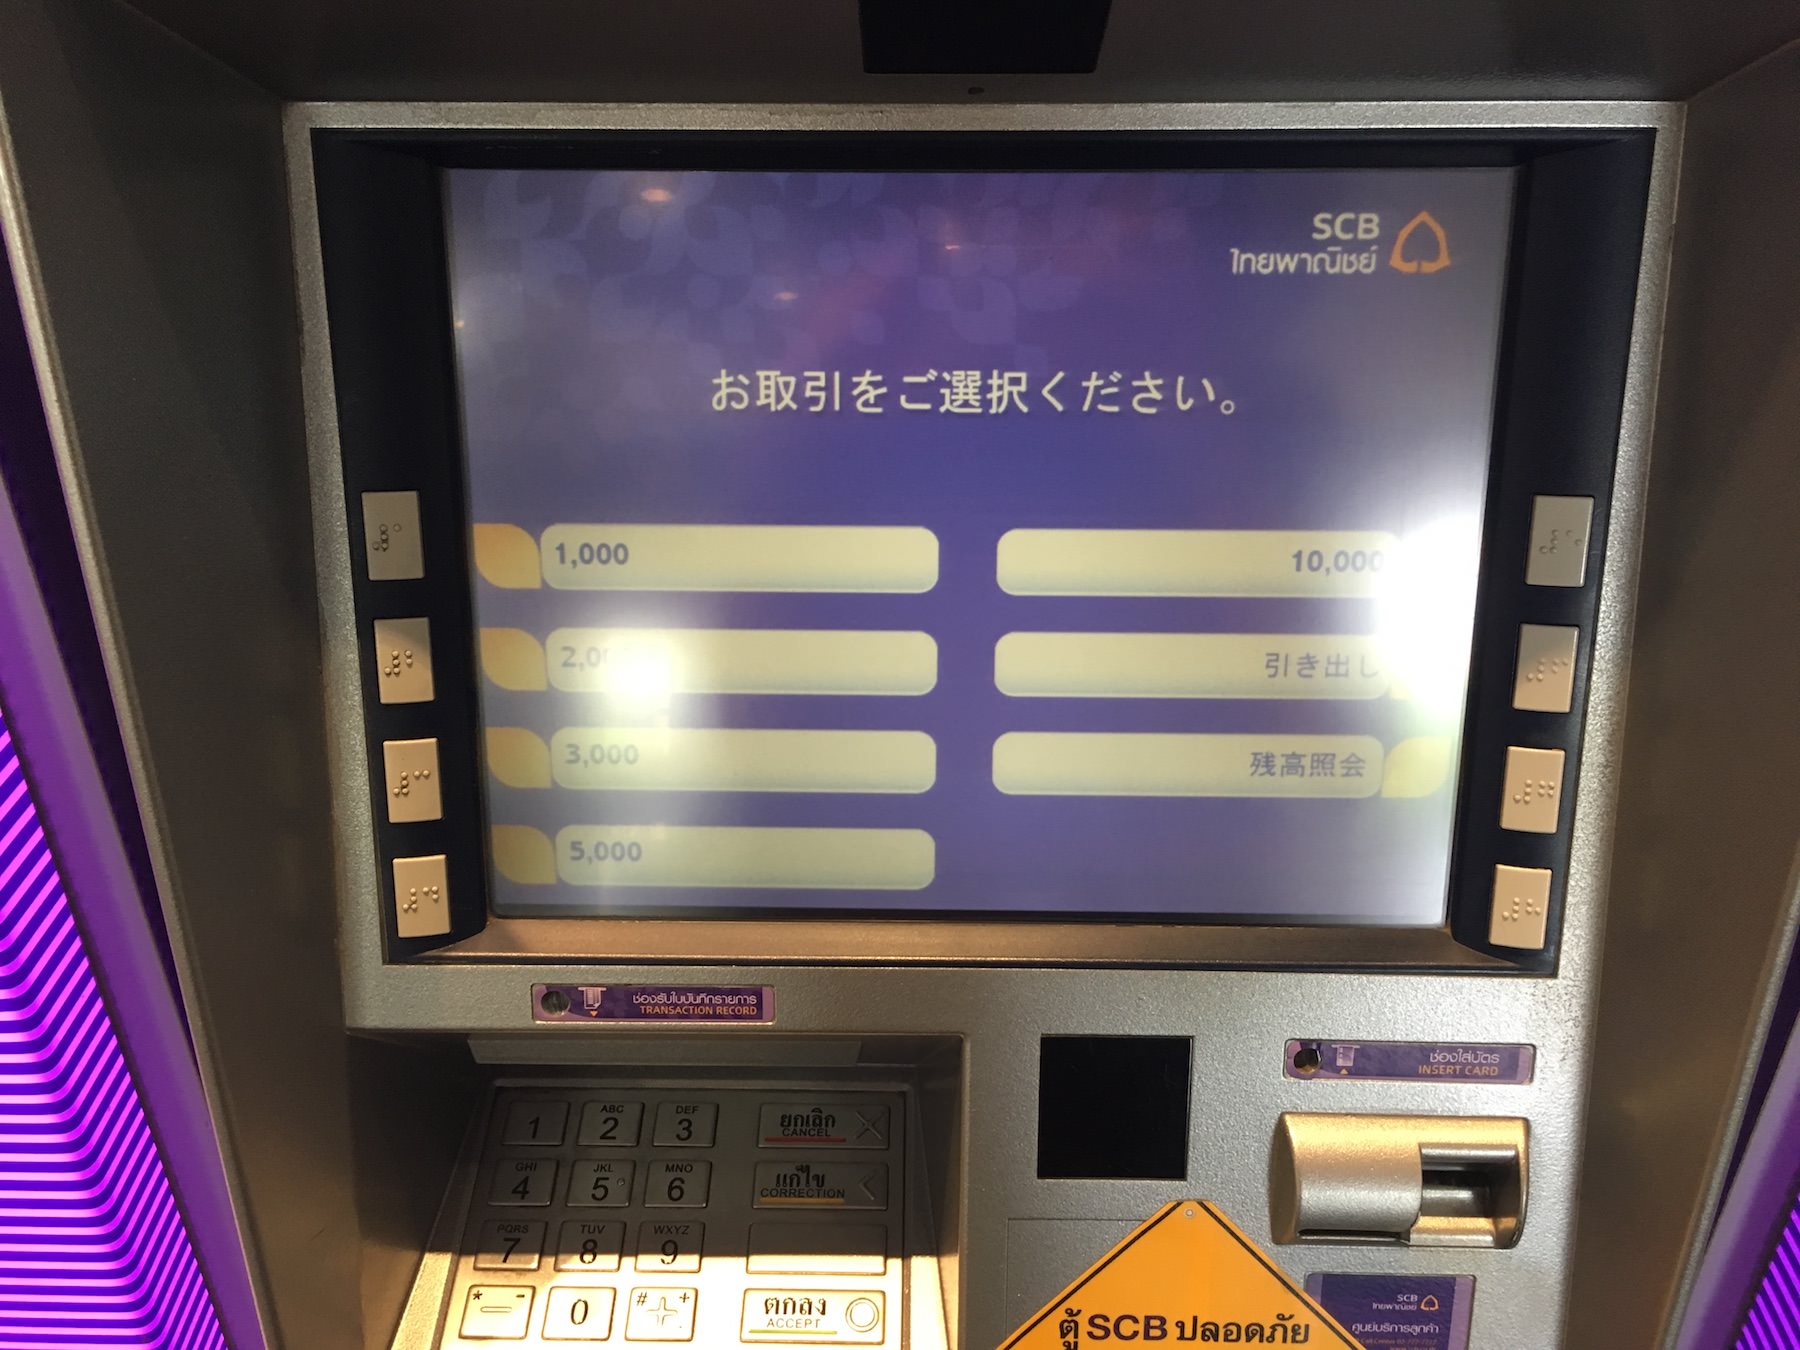 SCB
ไทยพาณิชย์
お取引をご選択ください。
1,000
10,000
引き出し
3,000
残高照会
5,000
ช่องรับใบบันทึกรายการ
TRANSACTION RECORD
ช่องใส่บัตร
INSERT CARD
1
ABC
2
DEF
3
ยกเลิก
CANCEL
GHI
4
JKL
5
MNO
6
แก้ไข
CORRECTION
PQRS
7
TUV
8
WXYZ
9
*
-
0
#
+
ตกลง
ACCEPT
SCB
ไทยพาณิชย์
ศูนย์บริการลูกค้า
ตู้ SCB ปลอดภัย